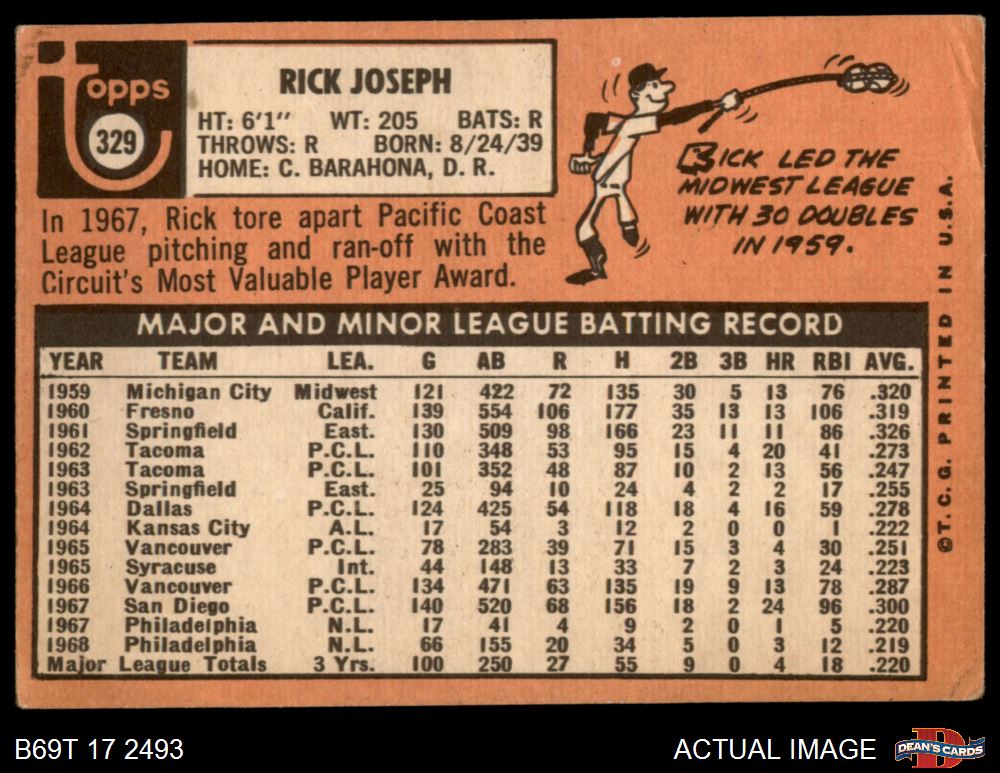 Topps
329
RICK JOSEPH
HT: 6'1" WT: 205 BATS: R
THROWS: R BORN: 8/24/39
HOME: C. BARAHONA, D. R.
RICK LED THE
MIDWEST LEAGUE
WITH 30 DOUBLES
IN 1959.
In 1967, Rick tore apart Pacific Coast
League pitching and ran-off with the
Circuit's Most Valuable Player Award.
MAJOR AND MINOR LEAGUE BATTING RECORD
YEAR TEAM LEA. G AB R H 2B 3B HR RBI AVG.
1959 Michigan City Midwest 121 422 72 135 30 5 13 76 .320
1960 Fresno Calif. 139 554 106 177 35 13 13 106 .319
1961 Springfield East. 130 509 98 166 23 11 11 86 .326
1962 Tacoma P.C.L. 110 348 53 95 15 4 20 41 .273
1963 Tacoma P.C.L. 101 352 48 87 10 2 13 56 .247
1963 Springfield East. 25 94 10 24 4 2 2 17 .255
1964 Dallas P.C.L. 124 425 54 118 18 4 16 59 .278
1964 Kansas City A.L. 17 54 3 12 2 0 0 1 .222
1965 Vancouver P.C.L. 78 283 39 71 15 3 4 30 .251
1965 Syracuse Int. 44 148 13 33 7 2 3 24 .223
1966 Vancouver P.C.L. 134 471 63 135 19 9 13 78 .287
1967 San Diego P.C.L. 140 520 68 156 18 2 24 96 .300
1967 Philadelphia N.L. 17 41 4 9 2 0 1 5 .220
1968 Philadelphia N.L. 66 155 20 34 5 0 3 12 .219
Major League Totals 3 Yrs. 100 250 27 55 9 0 4 18 .220
©T.C.G. PRINTED IN U.S.A.
B69T 17 2493
ACTUAL IMAGE
DEAN'S CARDS